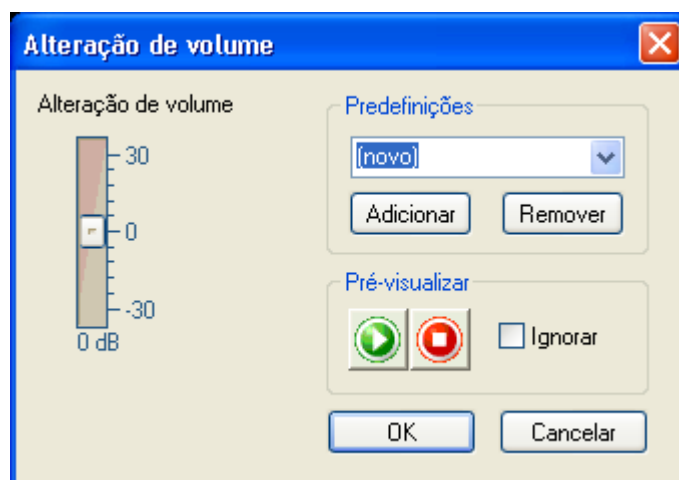 Alteração de volume
Alteração de volume
30
0
-30
0 dB
Predefinições
(novo)
Adicionar
Remover
Pré-visualizar
Ignorar
OK
Cancelar